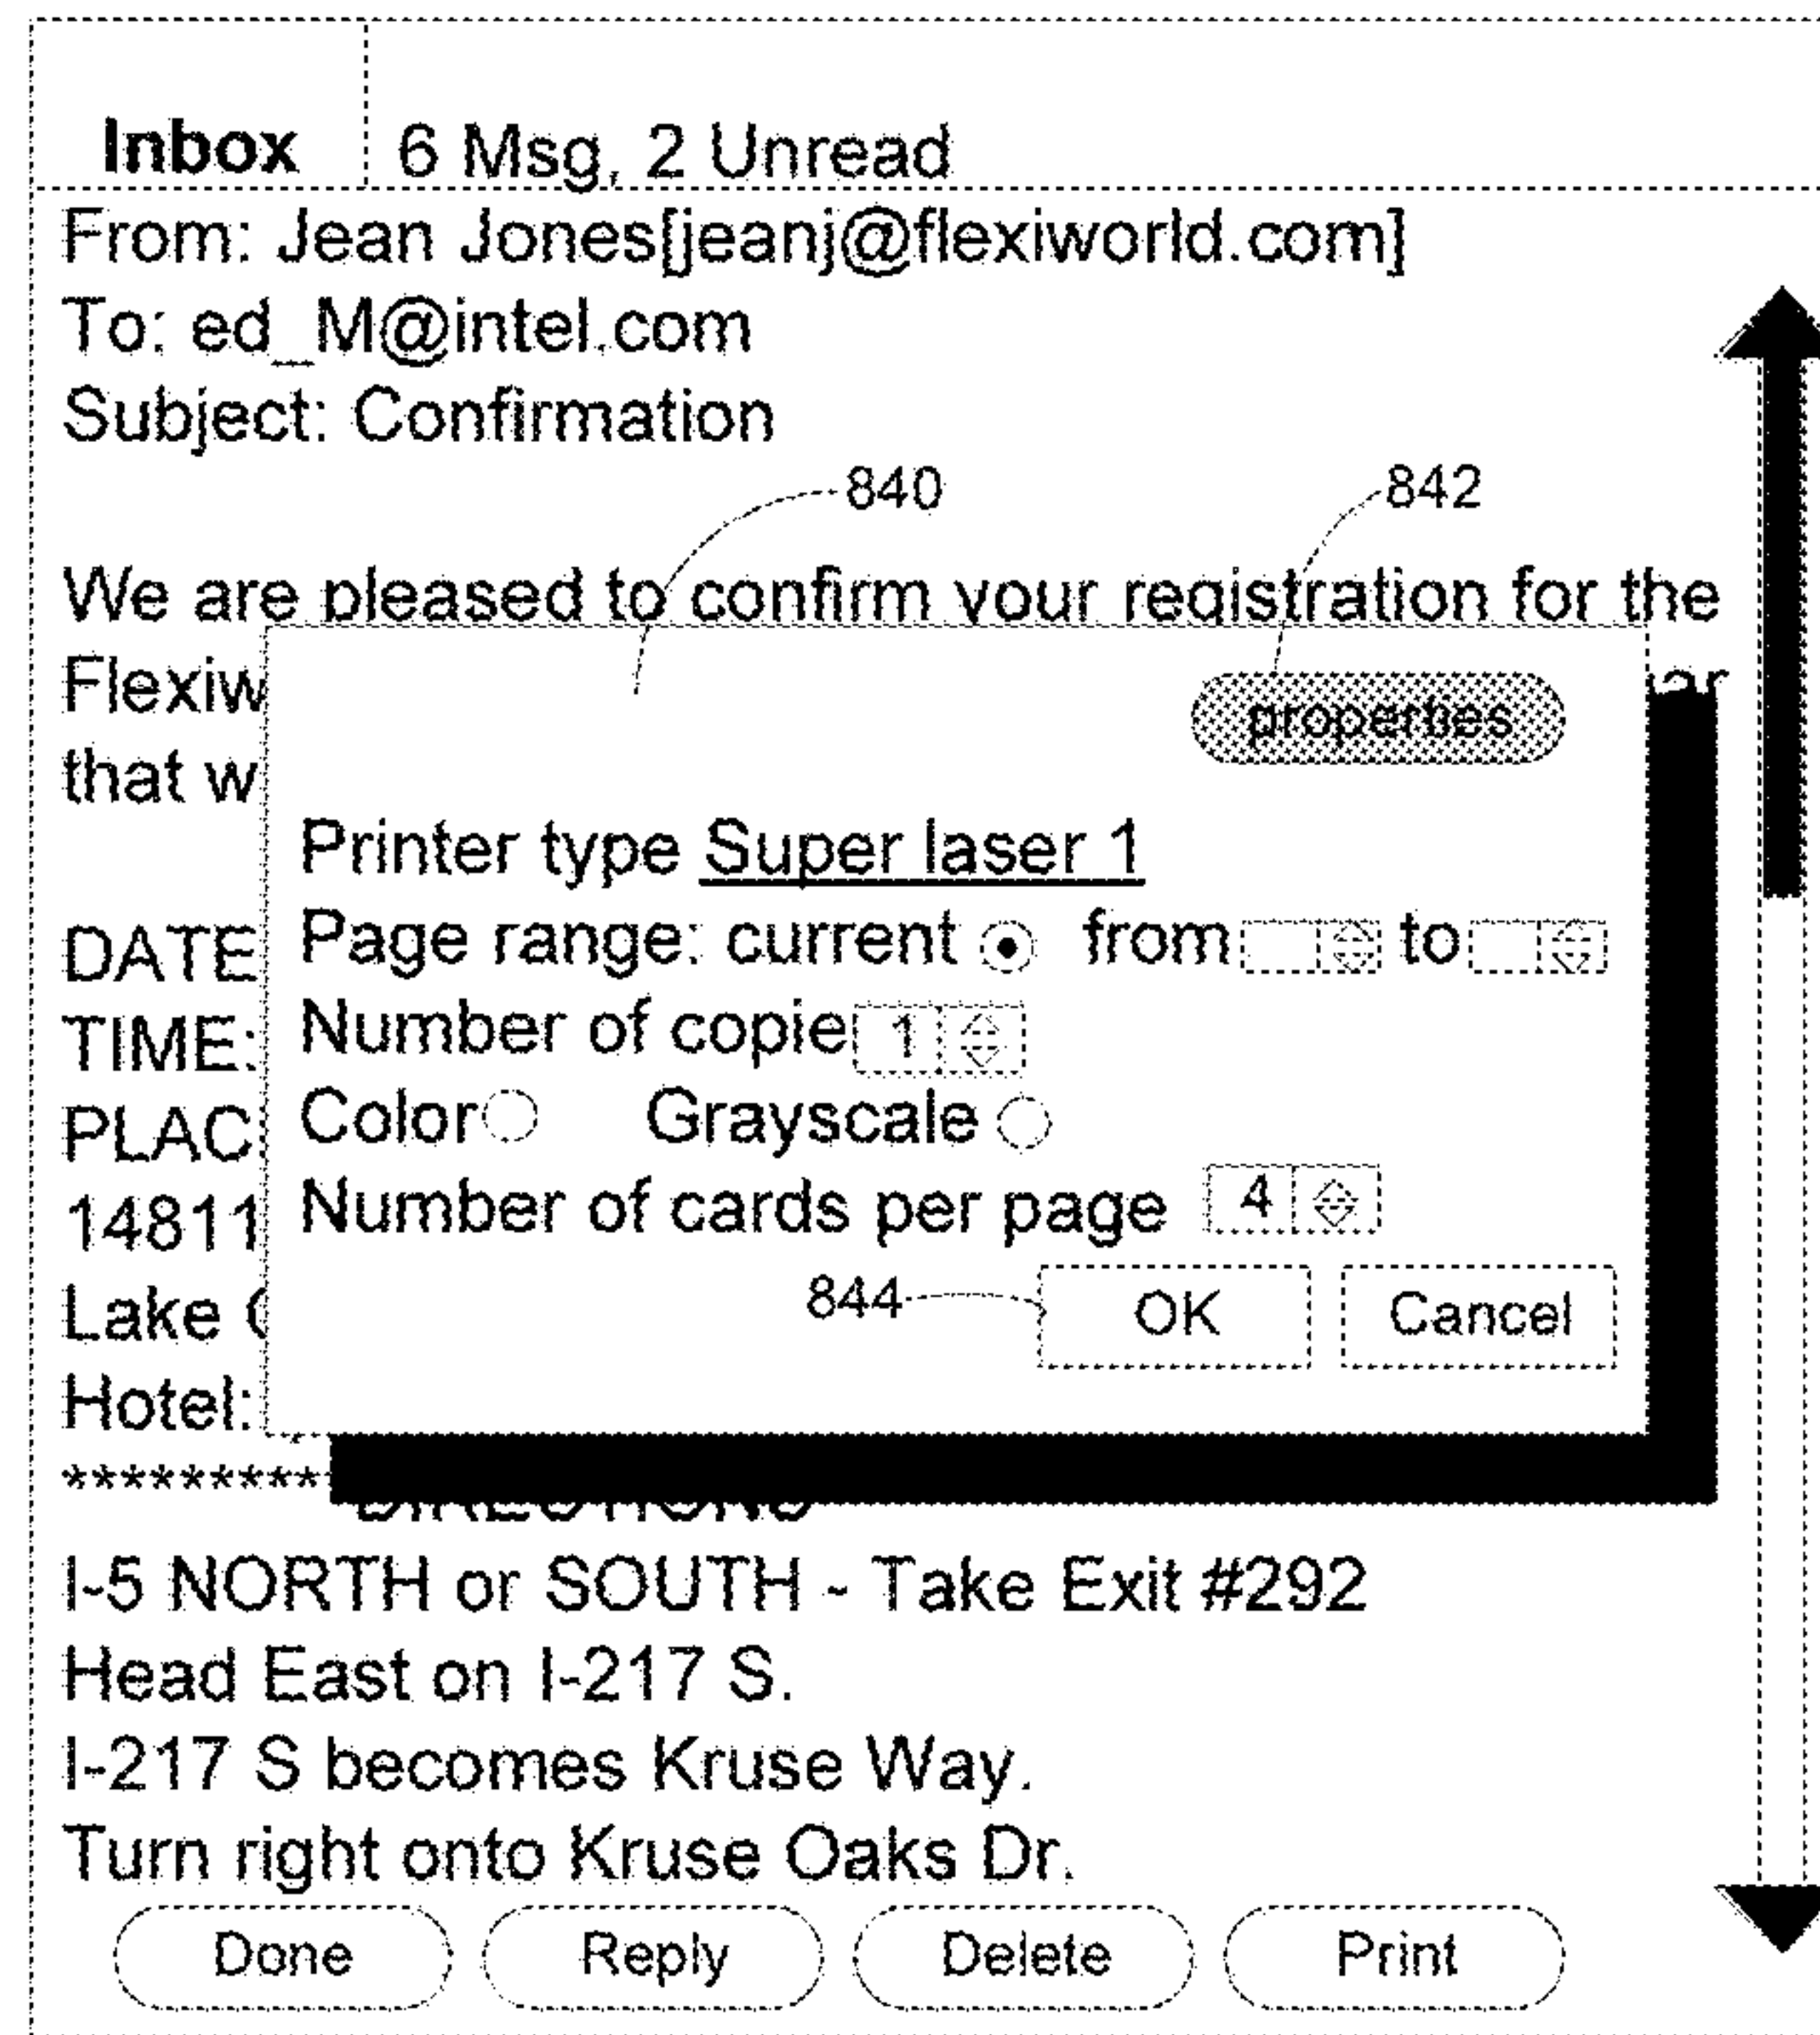 Inbox 6 Msg, 2 Unread
From: Jean Jones[jeanj@flexiworld.com]
To: ed_M@intel.com
Subject: Confirmation
840 842
We are pleased to confirm your registration for the
Flexiw ar
properties
that w
Printer type Super laser 1
DATE
Page range: current from to
TIME:
Number of copie 1
PLAC
Color Grayscale
14811
Number of cards per page 4
Lake
844 OK Cancel
Hotel:
**********
DIRECTIONS
I-5 NORTH or SOUTH - Take Exit #292
Head East on I-217 S.
I-217 S becomes Kruse Way.
Turn right onto Kruse Oaks Dr.
Done Reply Delete Print